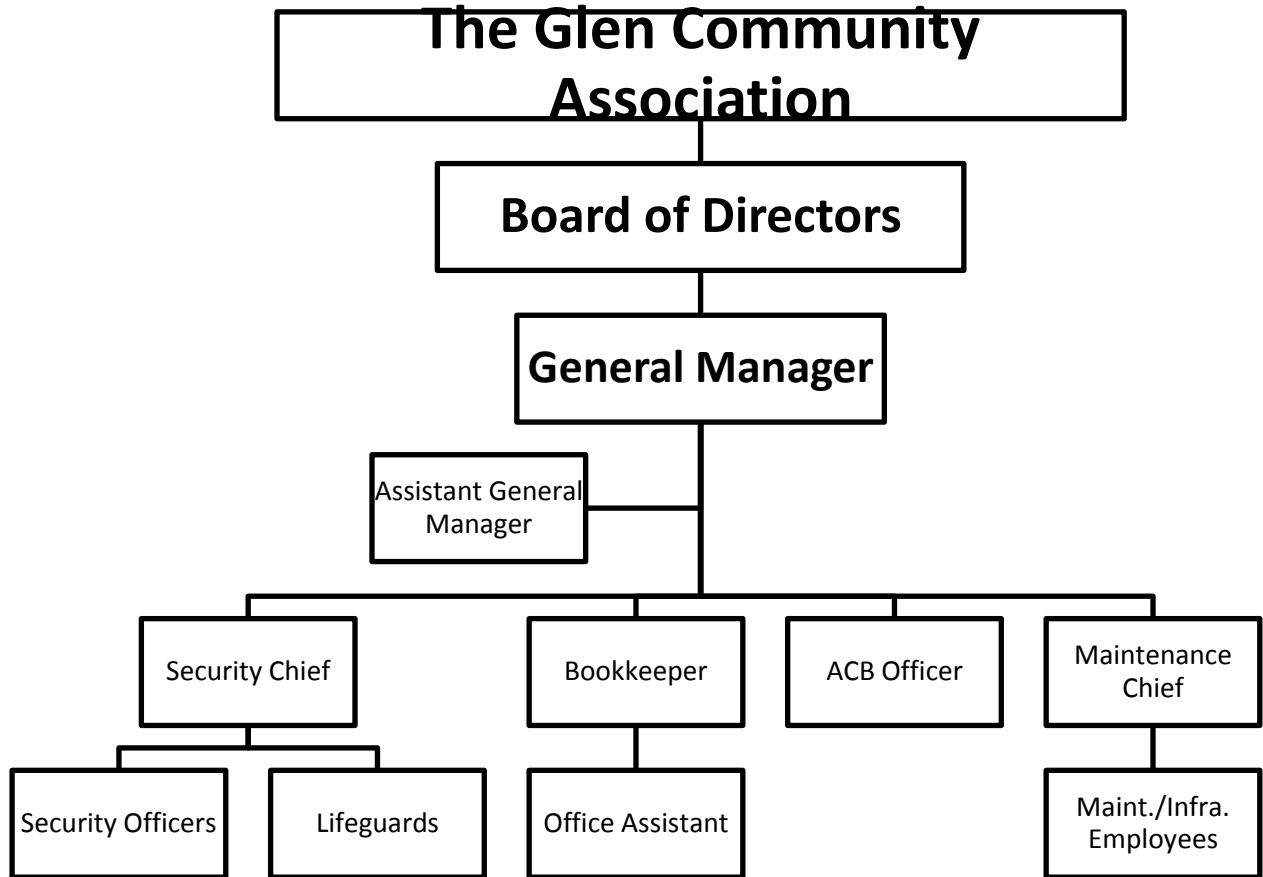 The Glen Community
Association
Board of Directors
General Manager
Assistant General
Manager
Security Chief
Bookkeeper
ACB Officer
Maintenance
Chief
Security Officers
Lifeguards
Office Assistant
Maint./Infra.
Employees